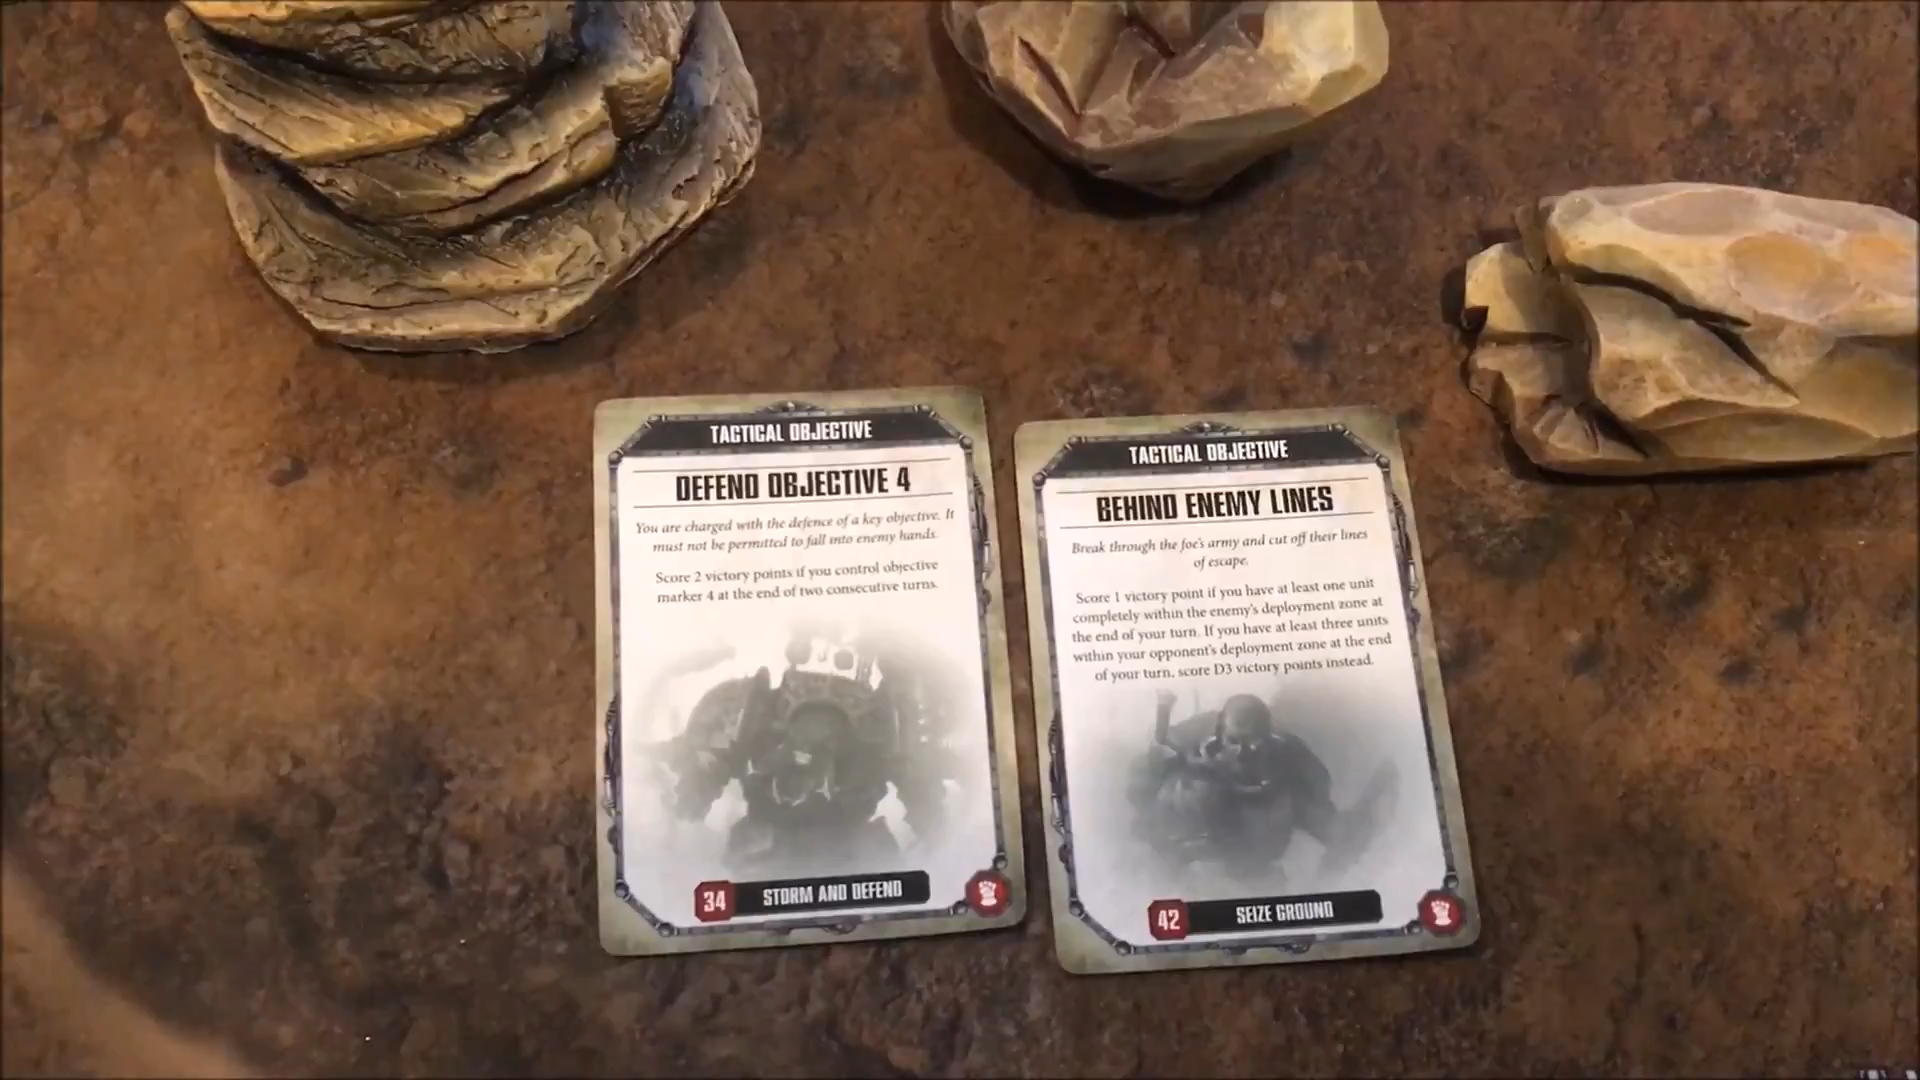 TACTICAL OBJECTIVE
DEFEND OBJECTIVE 4
You are charged with the defence of a key objective. It
must not be permitted to fall into enemy hands.
Score 2 victory points if you control objective
marker 4 at the end of two consecutive turns.
34
STORM AND DEFEND
TACTICAL OBJECTIVE
BEHIND ENEMY LINES
Break through the foe's army and cut off their lines
of escape.
Score 1 victory point if you have at least one unit
completely within the enemy's deployment zone at
the end of your turn. If you have at least three units
within your opponent's deployment zone at the end
of your turn, score D3 victory points instead.
42
SEIZE GROUND